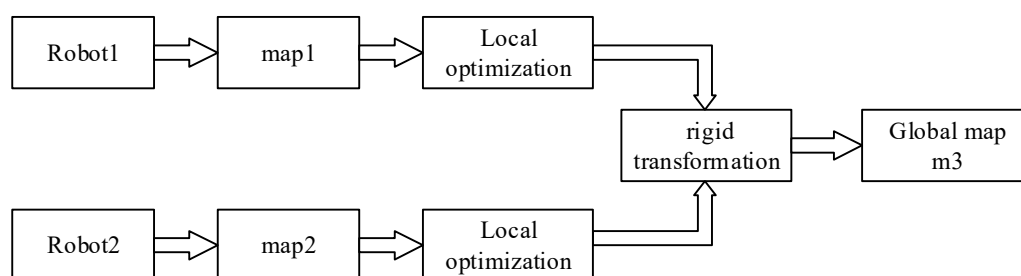 Robot1
map1
Local
optimization
rigid
transformation
Global map
m3
Robot2
map2
Local
optimization